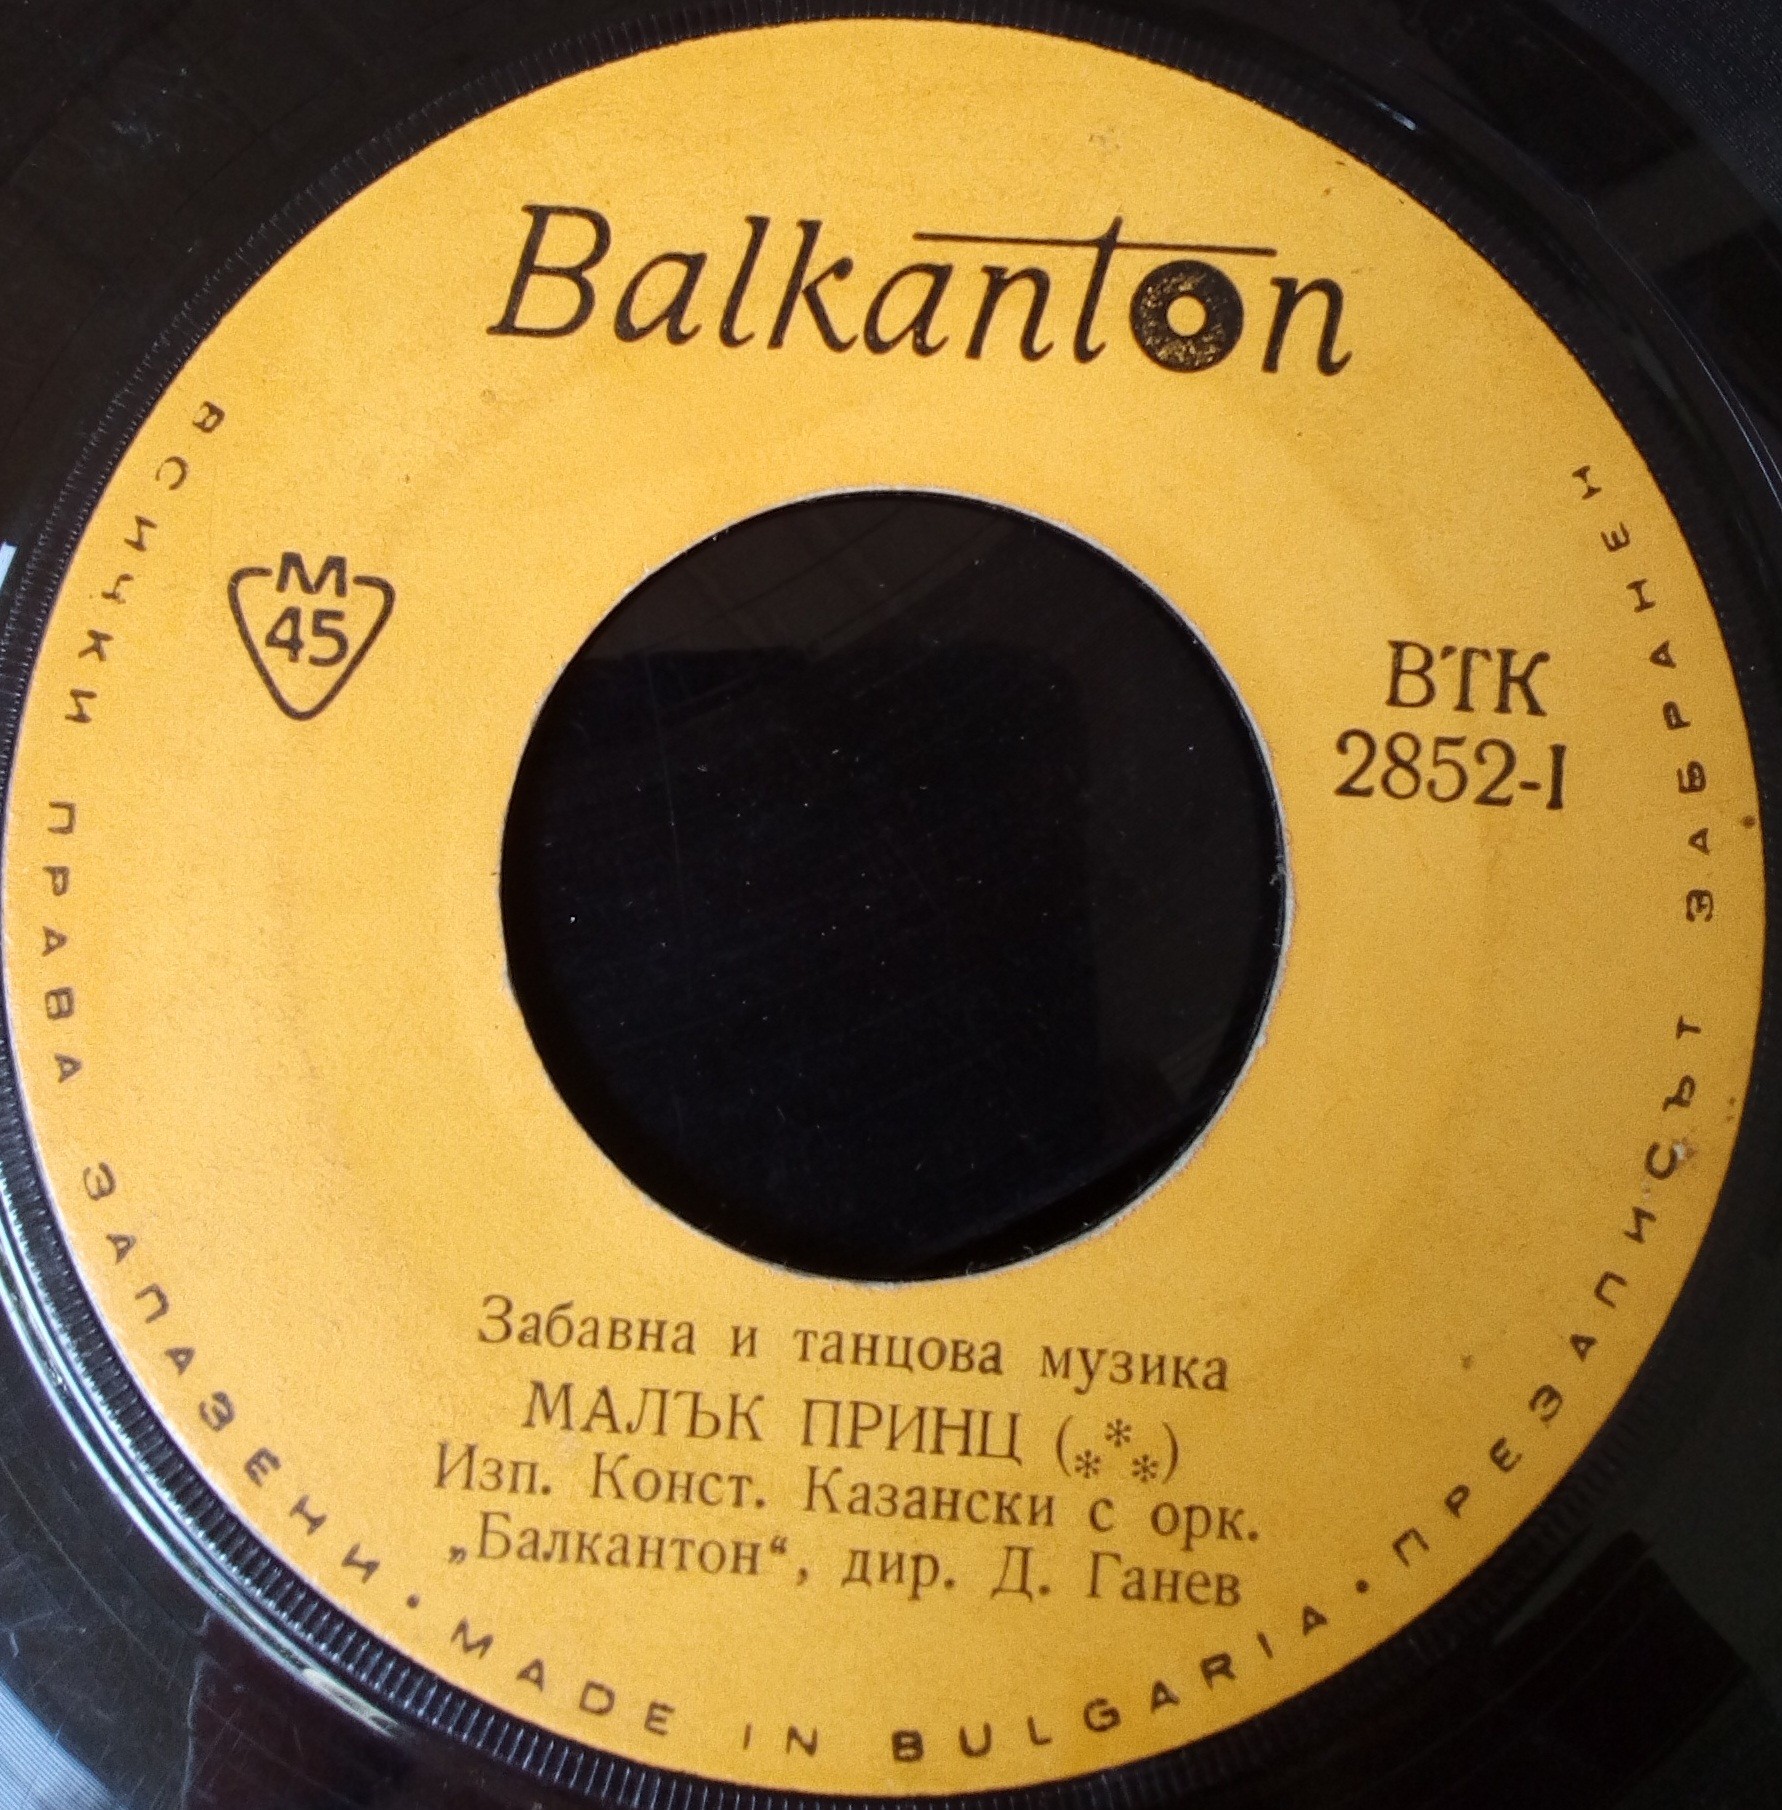 Balkanton
М
45
ВТК
2852-I
Забавна и танцова музика
МАЛЪК ПРИНЦ (***)
Изп. Конст. Казански с орк.
„Балкантон“, дир. Д. Ганев
ВСИЧКИ ПРАВА ЗАПАЗЕНИ · MADE IN BULGARIA · ПРЕЗАПИСЪТ ЗАБРАНЕН